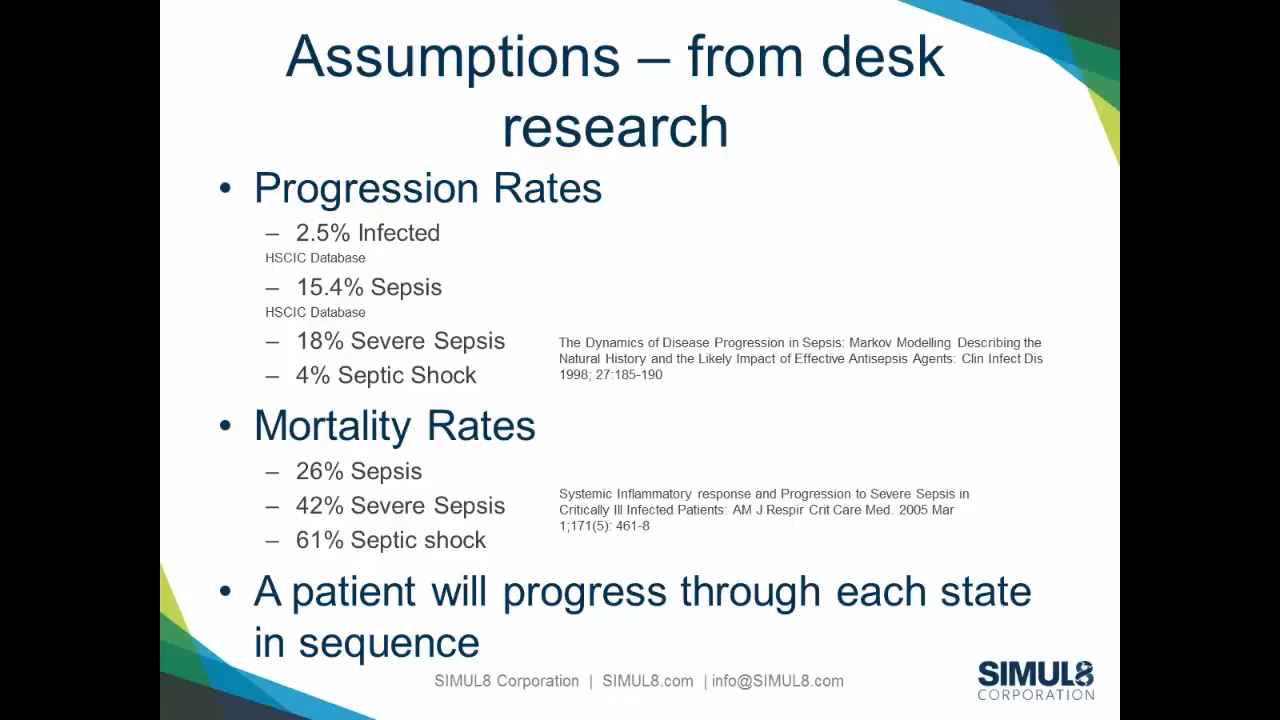 Assumptions – from desk
research
• Progression Rates
– 2.5% Infected
HSCIC Database
– 15.4% Sepsis
HSCIC Database
– 18% Severe Sepsis
– 4% Septic Shock
The Dynamics of Disease Progression in Sepsis: Markov Modelling Describing the
Natural History and the Likely Impact of Effective Antisepsis Agents: Clin Infect Dis
1998; 27:185-190
• Mortality Rates
– 26% Sepsis
– 42% Severe Sepsis
– 61% Septic shock
Systemic Inflammatory response and Progression to Severe Sepsis in
Critically Ill Infected Patients: AM J Respir Crit Care Med. 2005 Mar
1;171(5): 461-8
• A patient will progress through each state
in sequence
SIMUL8 Corporation | SIMUL8.com | info@SIMUL8.com
SIMUL8
CORPORATION